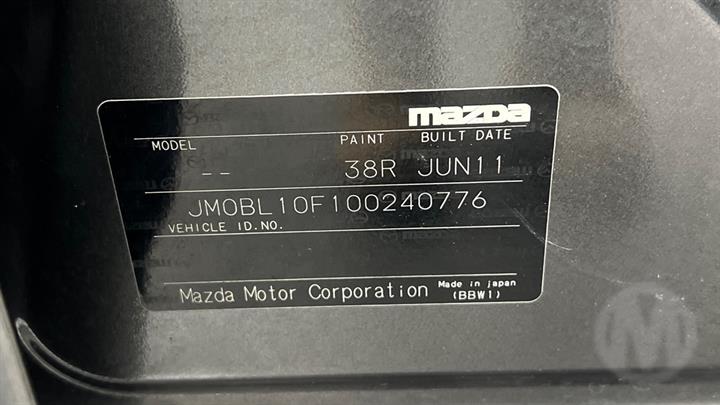 mazda
MODEL PAINT BUILT DATE
-- 38R JUN11
JM0BL10F100240776
VEHICLE ID.NO.
Mazda Motor Corporation Made in japan
(BBW1)
M